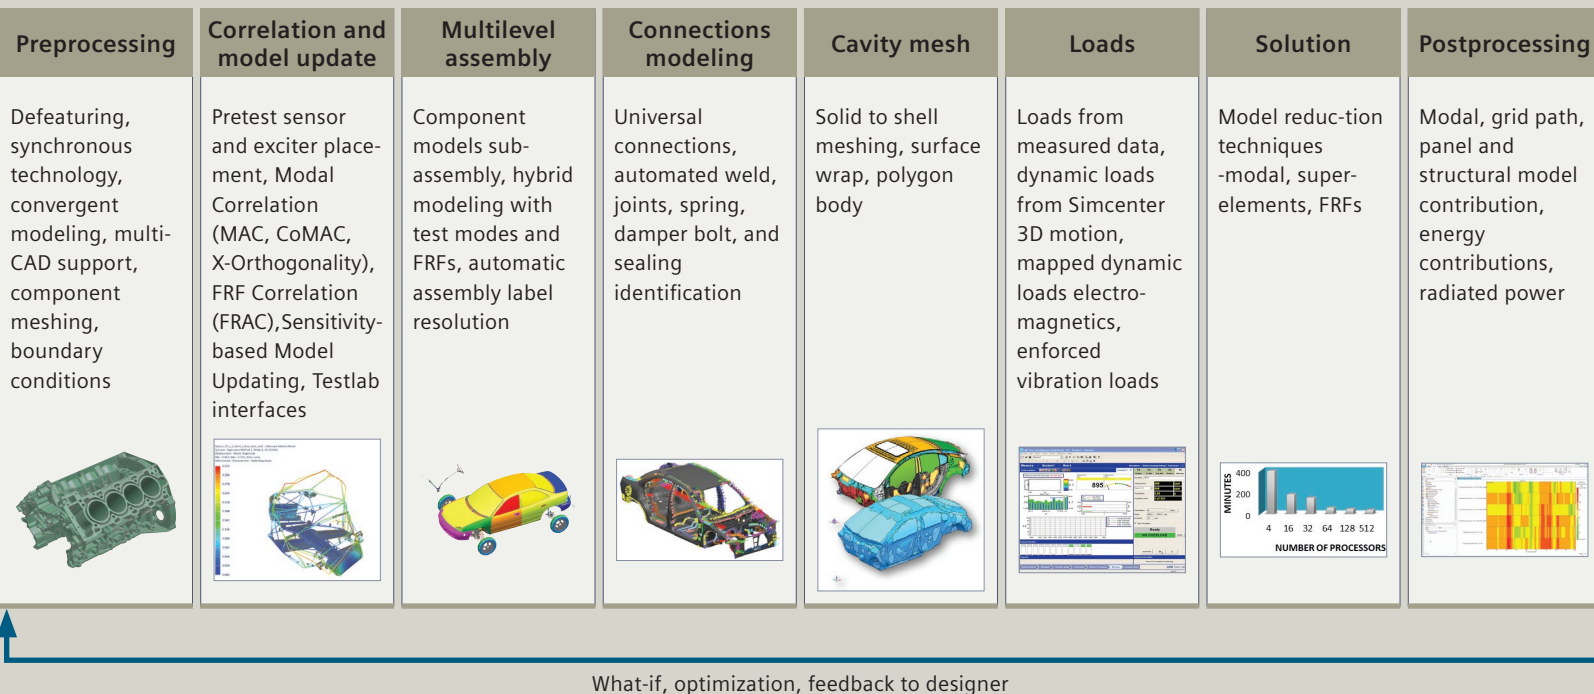 Preprocessing
Defeaturing,
synchronous
technology,
convergent
modeling, multi-
CAD support,
component
meshing,
boundary
conditions
Correlation and
model update
Pretest sensor
and exciter place-
ment, Modal
Correlation
(MAC, CoMAC,
X-Orthogonality),
FRF Correlation
(FRAC),Sensitivity-
based Model
Updating, Testlab
interfaces
Multilevel
assembly
Component
models sub-
assembly, hybrid
modeling with
test modes and
FRFs, automatic
assembly label
resolution
Connections
modeling
Universal
connections,
automated weld,
joints, spring,
damper bolt, and
sealing
identification
Cavity mesh
Solid to shell
meshing, surface
wrap, polygon
body
Loads
Loads from
measured data,
dynamic loads
from Simcenter
3D motion,
mapped dynamic
loads electro-
magnetics,
enforced
vibration loads
895
Ready
Solution
Model reduc-tion
techniques
-modal, super-
elements, FRFs
MINUTES
400
200
0
4 16 32 64 128 512
NUMBER OF PROCESSORS
Postprocessing
Modal, grid path,
panel and
structural model
contribution,
energy
contributions,
radiated power
What-if, optimization, feedback to designer